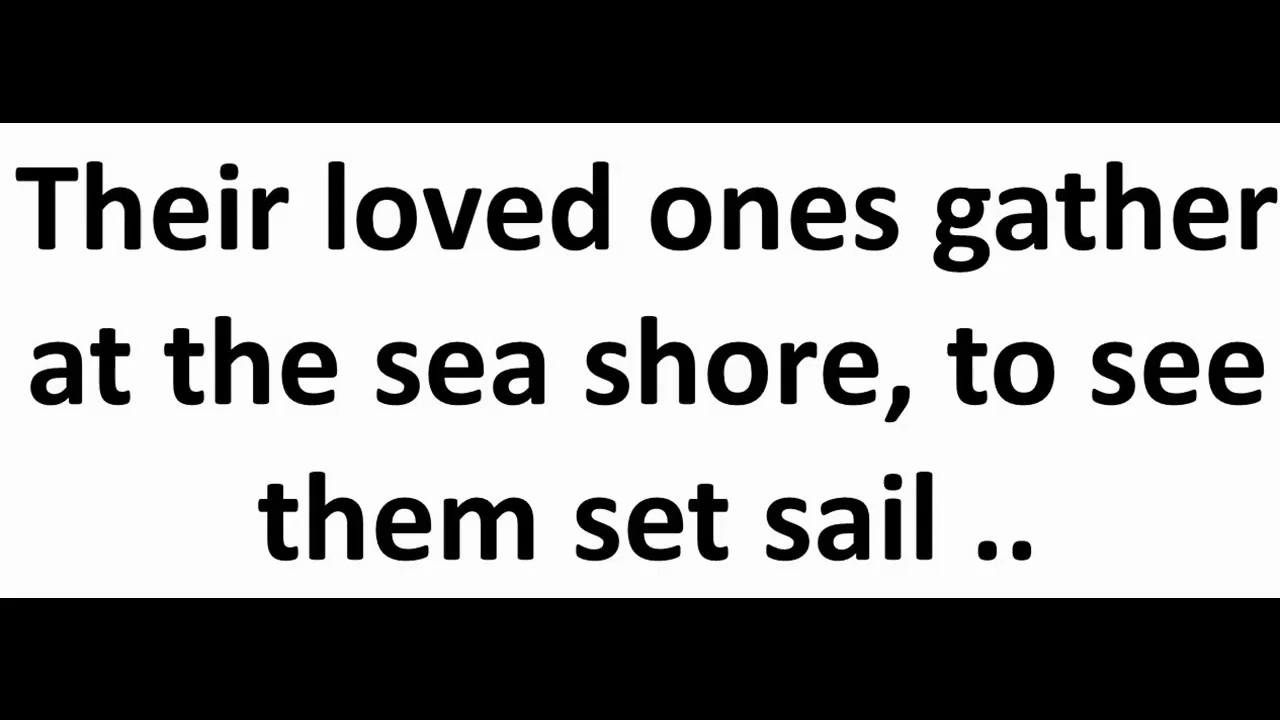 Their loved ones gather
at the sea shore, to see
them set sail ..